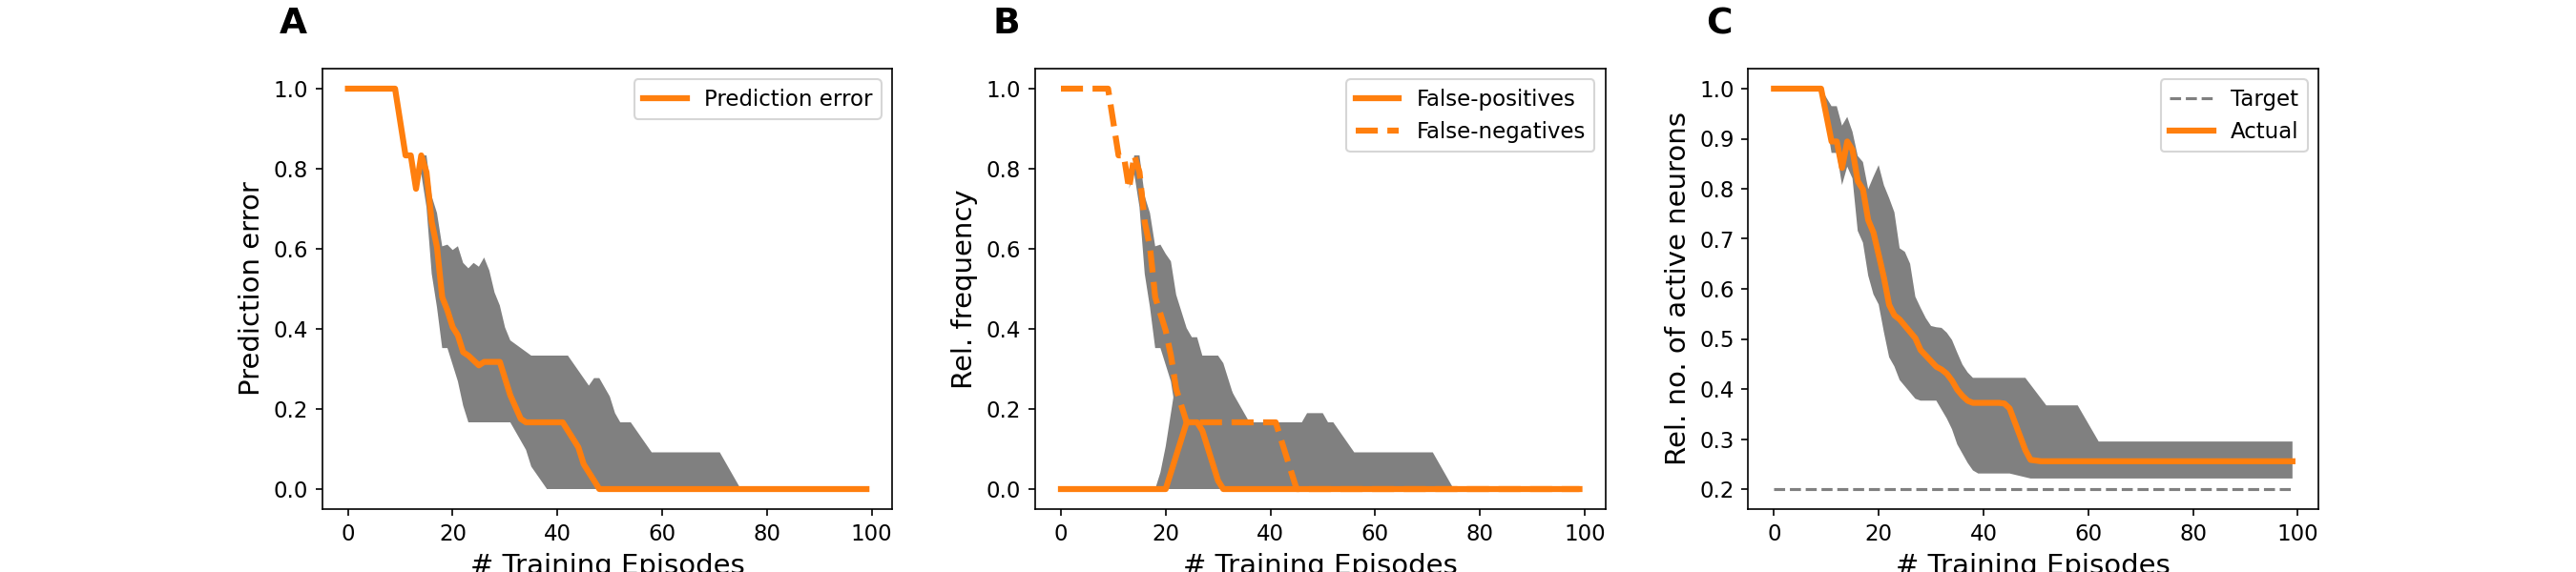 A
Prediction error
1.0
0.8
0.6
0.4
0.2
0.0
0 20 40 60 80 100
Prediction error
# Training Episodes
B
False-positives
False-negatives
1.0
0.8
0.6
0.4
0.2
0.0
0 20 40 60 80 100
Rel. frequency
# Training Episodes
C
Target
Actual
1.0
0.9
0.8
0.7
0.6
0.5
0.4
0.3
0.2
0 20 40 60 80 100
Rel. no. of active neurons
# Training Episodes